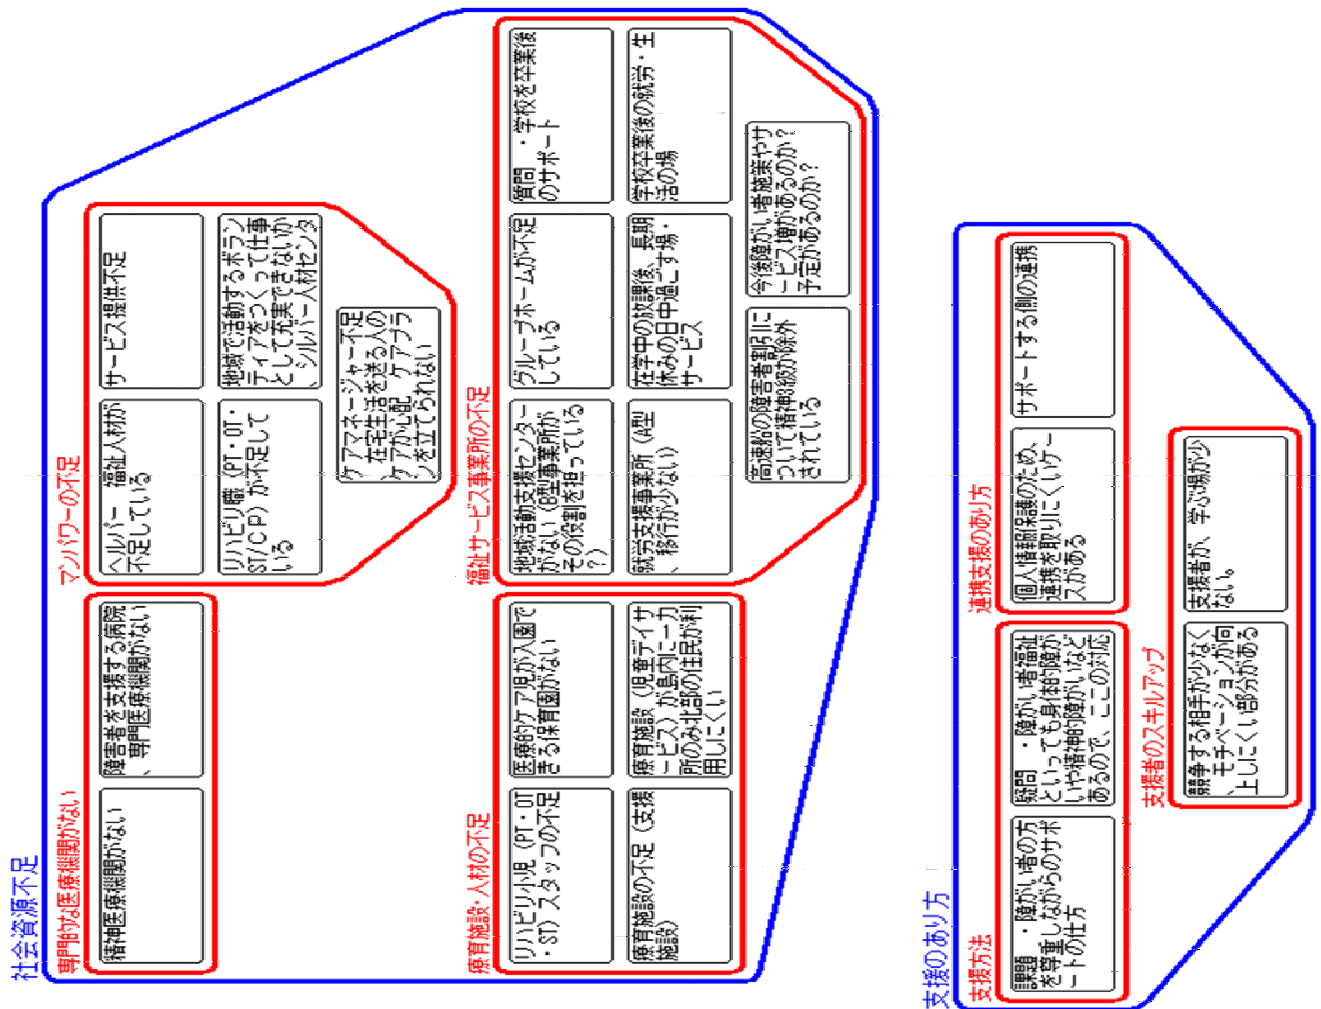 社会資源不足
専門的な医療機関がない
精神医療機関がない
障害者を支援する病院
、専門医療機関がない
マンパワーの不足
ヘルパー　福祉人材が
不足している
サービス提供不足
リハビリ職（PT・OT・
ST/CP）が不足して
いる
地域で活動するボラン
ティアをつくって仕事
として充実できないか
、シルバー人材センタ
ケアマネージャー不足
、在宅生活を送る人の
ケアが心配　ケアプラ
ンを立てられない
療育施設・人材の不足
リハビリ小児（PT・OT
・ST）スタッフの不足
医療的ケア児が入園で
きる保育園がない
療育施設の不足（支援
施設）
療育施設（児童デイサ
ービス）が島内に一カ
所のみ北部の住民が利
用しにくい
福祉サービス事業所の不足
地域活動支援センター
がない（B型事業所が
その役割を担っている
？）
グループホームが不足
している
質問　・学校を卒業後
のサポート
就労支援事業所（A型
、移行が少ない）
在学中の放課後、長期
休みの日中過ごす場・
サービス
学校卒業後の就労・生
活の場
高速船の障害者割引に
ついて精神3級が除外
されている
今後障がい者施策やサ
ービス増があるのか？
予定があるのか？
支援のあり方
支援方法
課題　・障がい者の方
を尊重しながらのサポ
ートの仕方
疑問　・障がい者福祉
といっても身体的障が
いや精神的障がいなど
あるので、ここの対応
連携支援のあり方
個人情報保護のため、
連携を取りにくいケー
スがある
サポートする側の連携
支援者のスキルアップ
競争する相手が少なく
、モチベーションが向
上しにくい部分がある
支援者が、学ぶ場が少
ない。